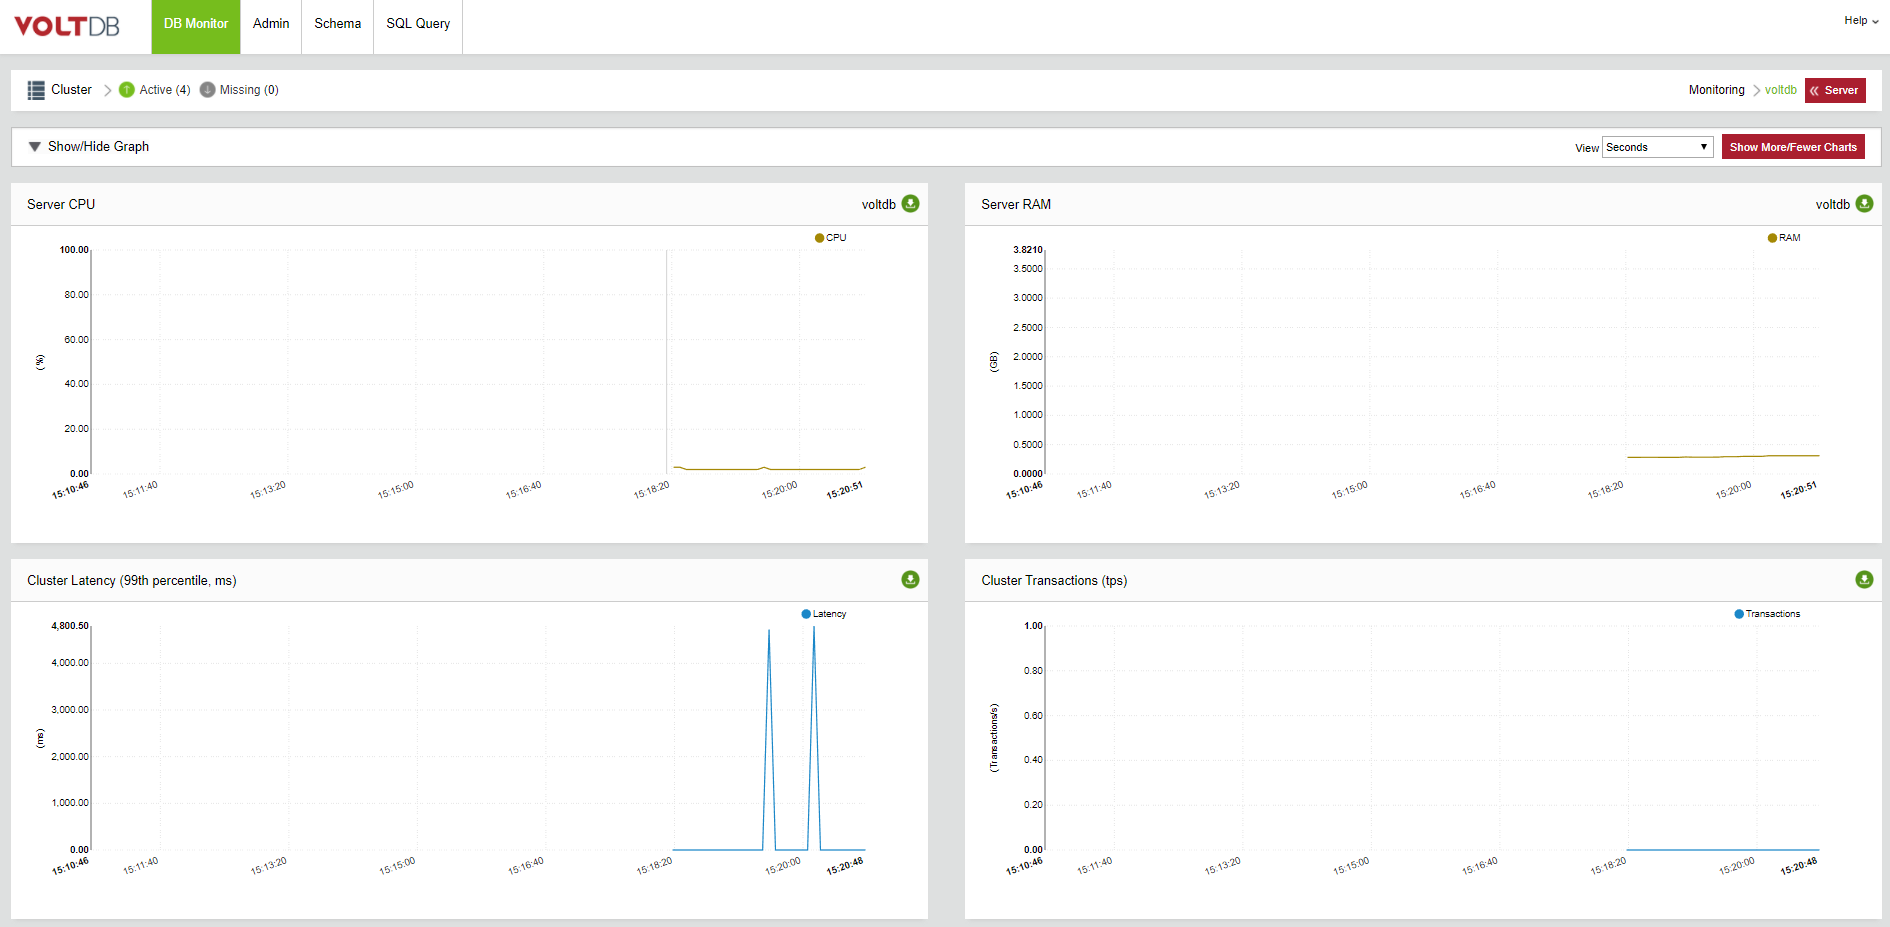 VOLTDB
DB Monitor
Admin
Schema
SQL Query
Help
Cluster
Active (4)
Missing (0)
Monitoring
voltdb
Server
Show/Hide Graph
View
Seconds
Show More/Fewer Charts
Server CPU
voltdb
CPU
100.00
80.00
60.00
40.00
20.00
0.00
(%)
15:10:46
15:11:40
15:13:20
15:15:00
15:16:40
15:18:20
15:20:00
15:20:51
Server RAM
voltdb
RAM
3.8210
3.5000
3.0000
2.5000
2.0000
1.5000
1.0000
0.5000
0.0000
(GB)
15:10:46
15:11:40
15:13:20
15:15:00
15:16:40
15:18:20
15:20:00
15:20:51
Cluster Latency (99th percentile, ms)
Latency
4,800.50
4,000.00
3,000.00
2,000.00
1,000.00
0.00
(ms)
15:10:46
15:11:40
15:13:20
15:15:00
15:16:40
15:18:20
15:20:00
15:20:48
Cluster Transactions (tps)
Transactions
1.00
0.80
0.60
0.40
0.20
0.00
(Transactions/s)
15:10:46
15:11:40
15:13:20
15:15:00
15:16:40
15:18:20
15:20:00
15:20:48